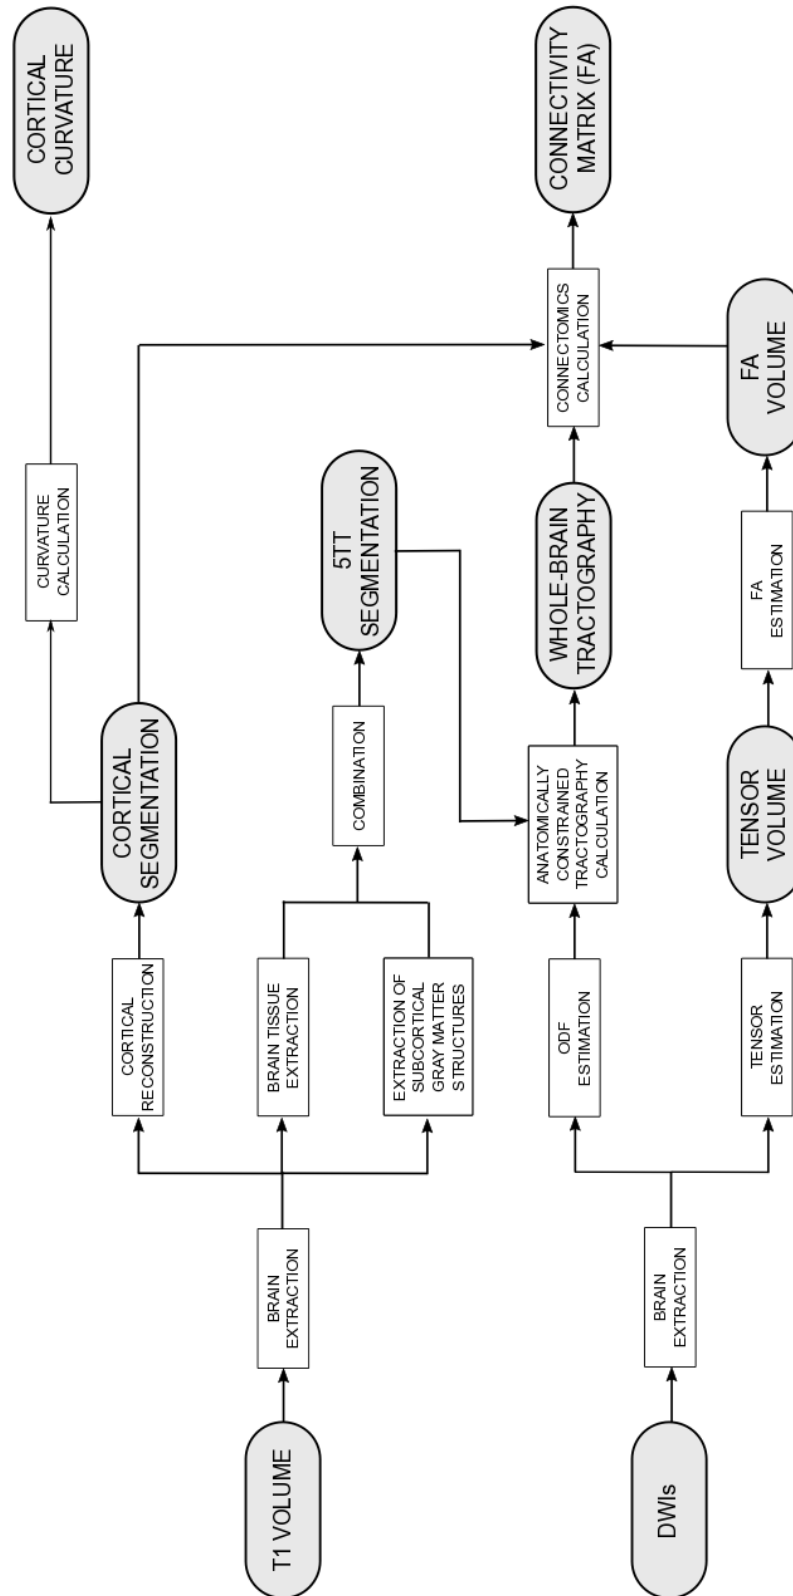 T1 VOLUME
BRAIN
EXTRACTION
CORTICAL
RECONSTRUCTION
BRAIN TISSUE
EXTRACTION
EXTRACTION OF
SUBCORTICAL
GRAY MATTER
STRUCTURES
CORTICAL
SEGMENTATION
COMBINATION
5TT
SEGMENTATION
CURVATURE
CALCULATION
CORTICAL
CURVATURE
DWIs
BRAIN
EXTRACTION
ODF
ESTIMATION
TENSOR
ESTIMATION
ANATOMICALLY
CONSTRAINED
TRACTOGRAPHY
CALCULATION
TENSOR
VOLUME
WHOLE-BRAIN
TRACTOGRAPHY
FA
ESTIMATION
FA
VOLUME
CONNECTOMICS
CALCULATION
CONNECTIVITY
MATRIX (FA)